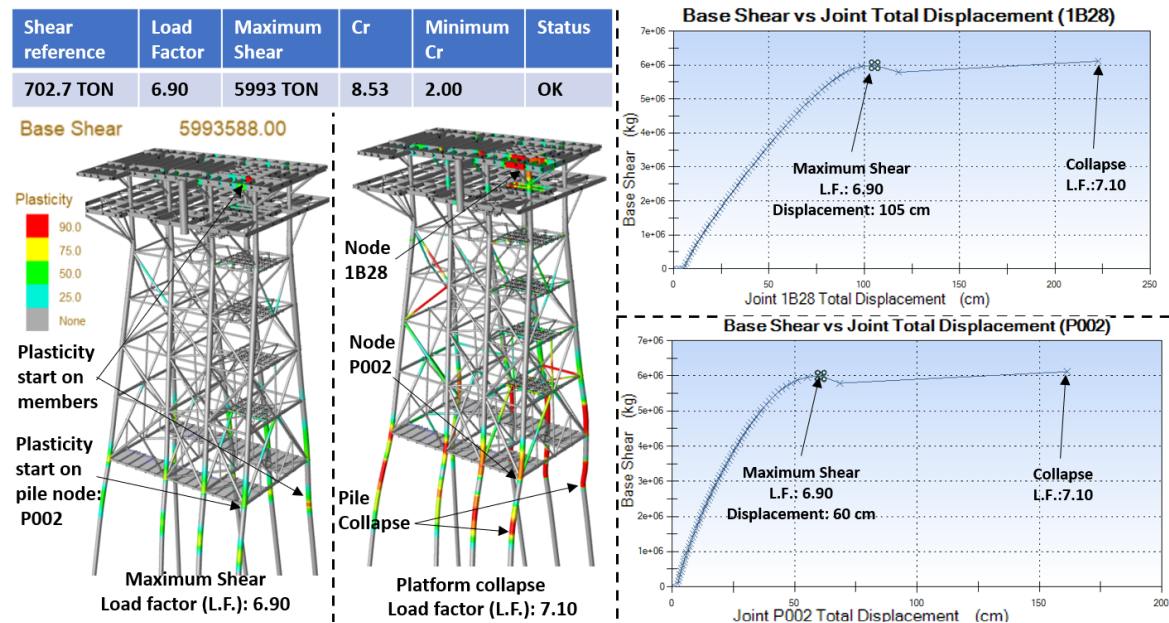 Shear reference Load Factor Maximum Shear Cr Minimum Cr Status
702.7 TON 6.90 5993 TON 8.53 2.00 OK
Base Shear 5993588.00
Plasticity
90.0
75.0
50.0
25.0
None
Plasticity
start on
members
Plasticity
start on
pile node:
P002
Maximum Shear
Load factor (L.F.): 6.90
Node
1B28
Node
P002
Pile
Collapse
Platform collapse
Load factor (L.F.): 7.10
Base Shear vs Joint Total Displacement (1B28)
Base Shear (kg)
7e+06
6e+06
5e+06
4e+06
3e+06
2e+06
1e+06
0
Maximum Shear
L.F.: 6.90
Displacement: 105 cm
Collapse
L.F.:7.10
0 50 100 150 200 250
Joint 1B28 Total Displacement (cm)
Base Shear vs Joint Total Displacement (P002)
Base Shear (kg)
7e+06
6e+06
5e+06
4e+06
3e+06
2e+06
1e+06
0
Maximum Shear
L.F.: 6.90
Displacement: 60 cm
Collapse
L.F.:7.10
0 50 100 150 200
Joint P002 Total Displacement (cm)